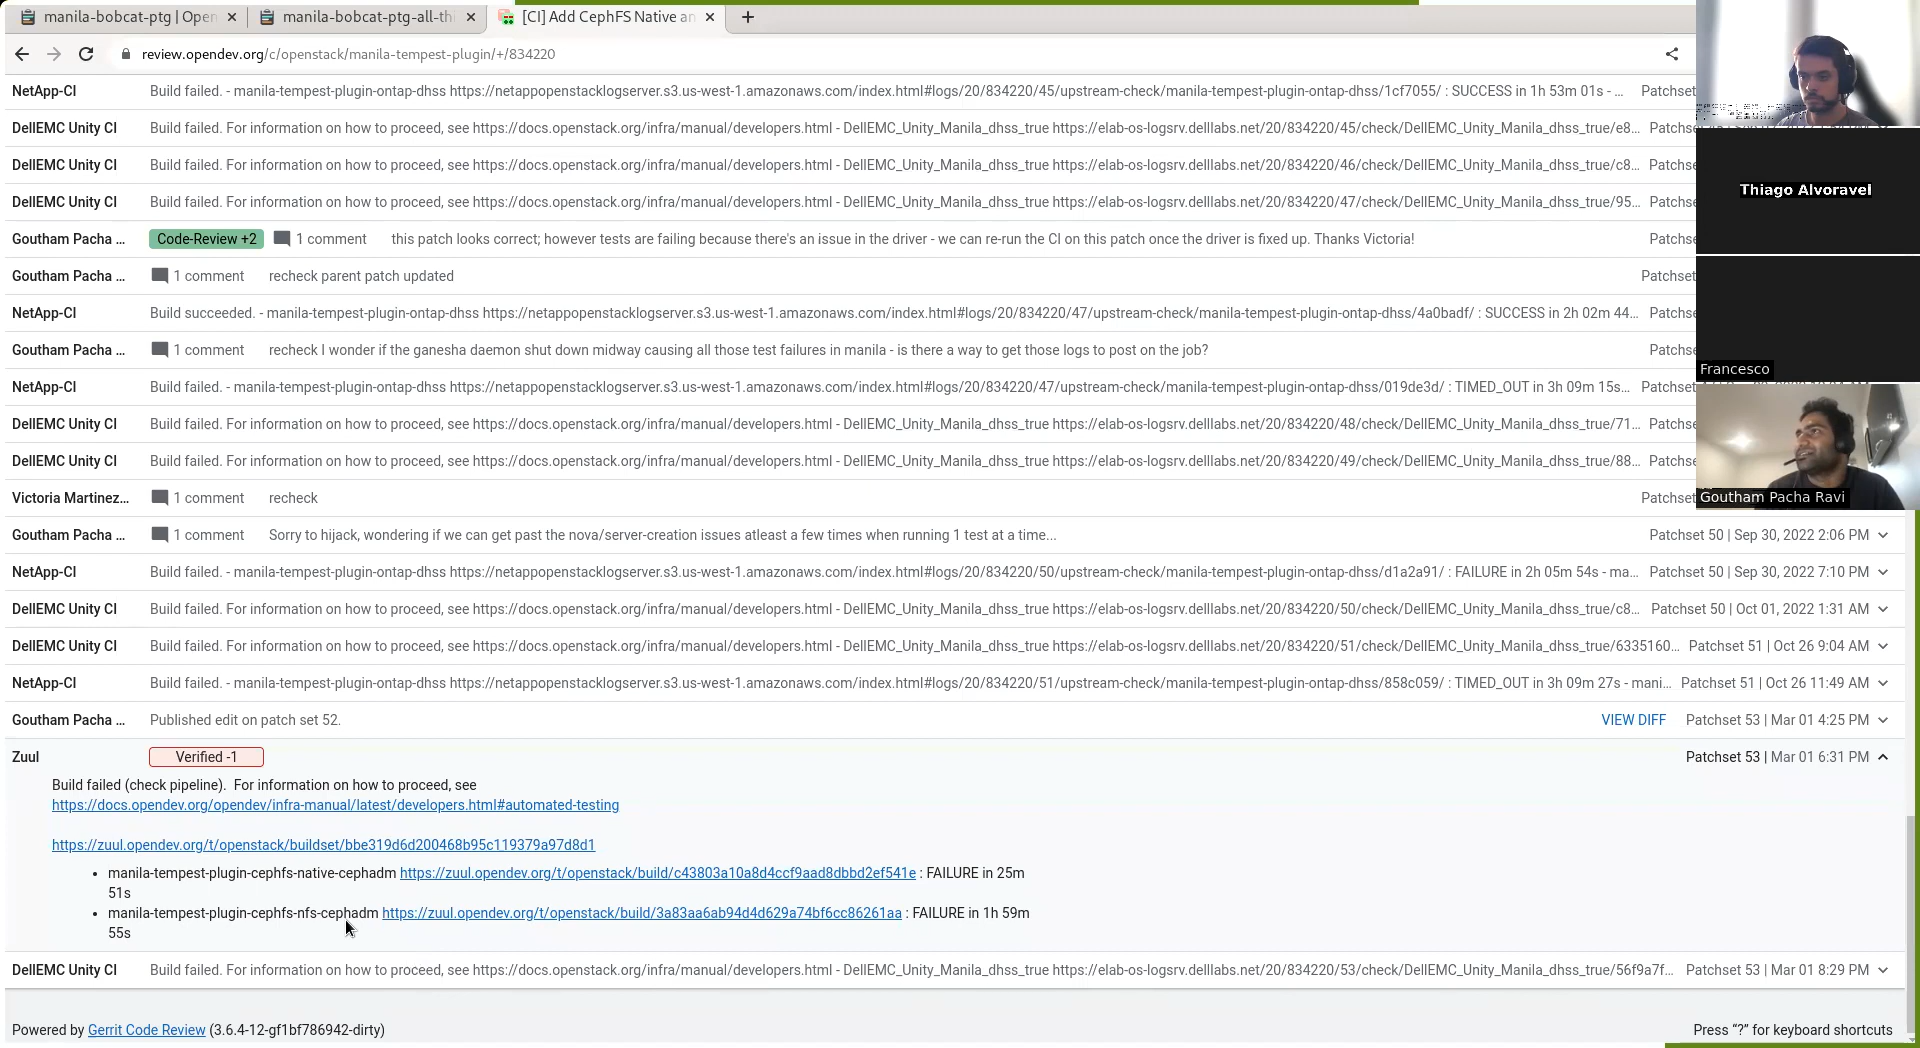 manila-bobcat-ptg | Open
manila-bobcat-ptg-all-thi
[CI] Add CephFS Native an
review.opendev.org/c/openstack/manila-tempest-plugin/+/834220
NetApp-CI Build failed. - manila-tempest-plugin-ontap-dhss https://netappopenstacklogserver.s3.us-west-1.amazonaws.com/index.html#logs/20/834220/45/upstream-check/manila-tempest-plugin-ontap-dhss/1cf7055/ : SUCCESS in 1h 53m 01s - … Patchset
DellEMC Unity CI Build failed. For information on how to proceed, see https://docs.openstack.org/infra/manual/developers.html - DellEMC_Unity_Manila_dhss_true https://elab-os-logsrv.delllabs.net/20/834220/45/check/DellEMC_Unity_Manila_dhss_true/e8… Patchse
DellEMC Unity CI Build failed. For information on how to proceed, see https://docs.openstack.org/infra/manual/developers.html - DellEMC_Unity_Manila_dhss_true https://elab-os-logsrv.delllabs.net/20/834220/46/check/DellEMC_Unity_Manila_dhss_true/c8… Patchse
DellEMC Unity CI Build failed. For information on how to proceed, see https://docs.openstack.org/infra/manual/developers.html - DellEMC_Unity_Manila_dhss_true https://elab-os-logsrv.delllabs.net/20/834220/47/check/DellEMC_Unity_Manila_dhss_true/95… Patchse
Thiago Alvoravel
Goutham Pacha … Code-Review +2 1 comment this patch looks correct; however tests are failing because there's an issue in the driver - we can re-run the CI on this patch once the driver is fixed up. Thanks Victoria! Patchse
Goutham Pacha … 1 comment recheck parent patch updated Patchset
NetApp-CI Build succeeded. - manila-tempest-plugin-ontap-dhss https://netappopenstacklogserver.s3.us-west-1.amazonaws.com/index.html#logs/20/834220/47/upstream-check/manila-tempest-plugin-ontap-dhss/4a0badf/ : SUCCESS in 2h 02m 44… Patchse
Goutham Pacha … 1 comment recheck I wonder if the ganesha daemon shut down midway causing all those test failures in manila - is there a way to get those logs to post on the job? Patchse
Francesco
NetApp-CI Build failed. - manila-tempest-plugin-ontap-dhss https://netappopenstacklogserver.s3.us-west-1.amazonaws.com/index.html#logs/20/834220/47/upstream-check/manila-tempest-plugin-ontap-dhss/019de3d/ : TIMED_OUT in 3h 09m 15s… Patchset
DellEMC Unity CI Build failed. For information on how to proceed, see https://docs.openstack.org/infra/manual/developers.html - DellEMC_Unity_Manila_dhss_true https://elab-os-logsrv.delllabs.net/20/834220/48/check/DellEMC_Unity_Manila_dhss_true/71… Patchse
DellEMC Unity CI Build failed. For information on how to proceed, see https://docs.openstack.org/infra/manual/developers.html - DellEMC_Unity_Manila_dhss_true https://elab-os-logsrv.delllabs.net/20/834220/49/check/DellEMC_Unity_Manila_dhss_true/88… Patchse
Victoria Martinez… 1 comment recheck Patchset
Goutham Pacha Ravi
Goutham Pacha … 1 comment Sorry to hijack, wondering if we can get past the nova/server-creation issues atleast a few times when running 1 test at a time... Patchset 50 | Sep 30, 2022 2:06 PM
NetApp-CI Build failed. - manila-tempest-plugin-ontap-dhss https://netappopenstacklogserver.s3.us-west-1.amazonaws.com/index.html#logs/20/834220/50/upstream-check/manila-tempest-plugin-ontap-dhss/d1a2a91/ : FAILURE in 2h 05m 54s - ma… Patchset 50 | Sep 30, 2022 7:10 PM
DellEMC Unity CI Build failed. For information on how to proceed, see https://docs.openstack.org/infra/manual/developers.html - DellEMC_Unity_Manila_dhss_true https://elab-os-logsrv.delllabs.net/20/834220/50/check/DellEMC_Unity_Manila_dhss_true/c8… Patchset 50 | Oct 01, 2022 1:31 AM
DellEMC Unity CI Build failed. For information on how to proceed, see https://docs.openstack.org/infra/manual/developers.html - DellEMC_Unity_Manila_dhss_true https://elab-os-logsrv.delllabs.net/20/834220/51/check/DellEMC_Unity_Manila_dhss_true/6335160… Patchset 51 | Oct 26 9:04 AM
NetApp-CI Build failed. - manila-tempest-plugin-ontap-dhss https://netappopenstacklogserver.s3.us-west-1.amazonaws.com/index.html#logs/20/834220/51/upstream-check/manila-tempest-plugin-ontap-dhss/858c059/ : TIMED_OUT in 3h 09m 27s - mani… Patchset 51 | Oct 26 11:49 AM
Goutham Pacha … Published edit on patch set 52. VIEW DIFF Patchset 53 | Mar 01 4:25 PM
Zuul Verified -1 Patchset 53 | Mar 01 6:31 PM
Build failed (check pipeline). For information on how to proceed, see
https://docs.opendev.org/opendev/infra-manual/latest/developers.html#automated-testing
https://zuul.opendev.org/t/openstack/buildset/bbe319d6d200468b95c119379a97d8d1
• manila-tempest-plugin-cephfs-native-cephadm https://zuul.opendev.org/t/openstack/build/c43803a10a8d4ccf9aad8dbbd2ef541e : FAILURE in 25m
51s
• manila-tempest-plugin-cephfs-nfs-cephadm https://zuul.opendev.org/t/openstack/build/3a83aa6ab94d4d629a74bf6cc86261aa : FAILURE in 1h 59m
55s
DellEMC Unity CI Build failed. For information on how to proceed, see https://docs.openstack.org/infra/manual/developers.html - DellEMC_Unity_Manila_dhss_true https://elab-os-logsrv.delllabs.net/20/834220/53/check/DellEMC_Unity_Manila_dhss_true/56f9a7f… Patchset 53 | Mar 01 8:29 PM
Powered by Gerrit Code Review (3.6.4-12-gf1bf786942-dirty) Press “?” for keyboard shortcuts